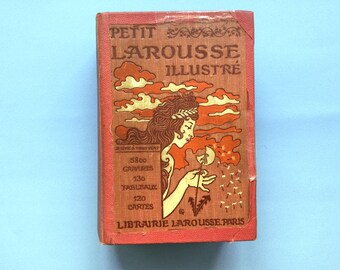 PETIT
LAROUSSE
ILLUSTRÉ
5800
GRAVURES
130
TABLEAUX
120
CARTES
LIBRAIRIE LAROUSSE PARIS